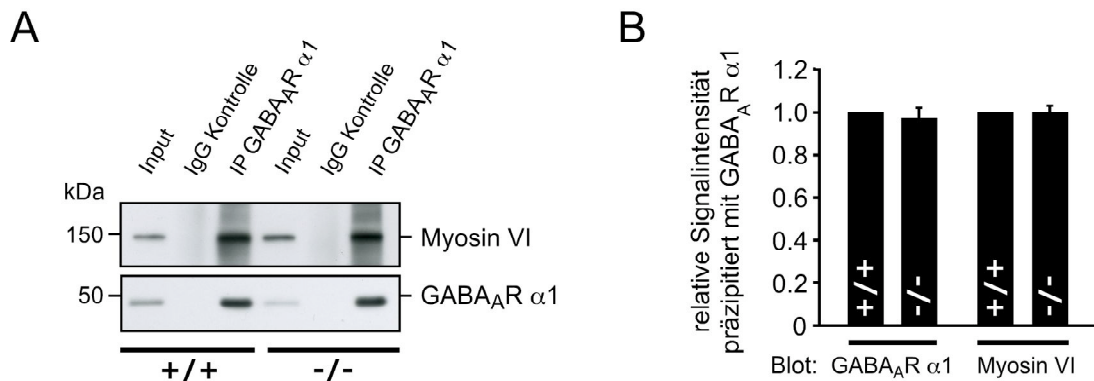 A
Input
IgG Kontrolle
IP GABAAR α1
Input
IgG Kontrolle
IP GABAAR α1
kDa
150
Myosin VI
50
GABAAR α1
+/+
-/-
B
relative Signalintensität
präzipitiert mit GABAAR α1
1.2
1.0
0.8
0.6
0.4
0.2
0
+/+
-/-
+/+
-/-
Blot: GABAAR α1 Myosin VI